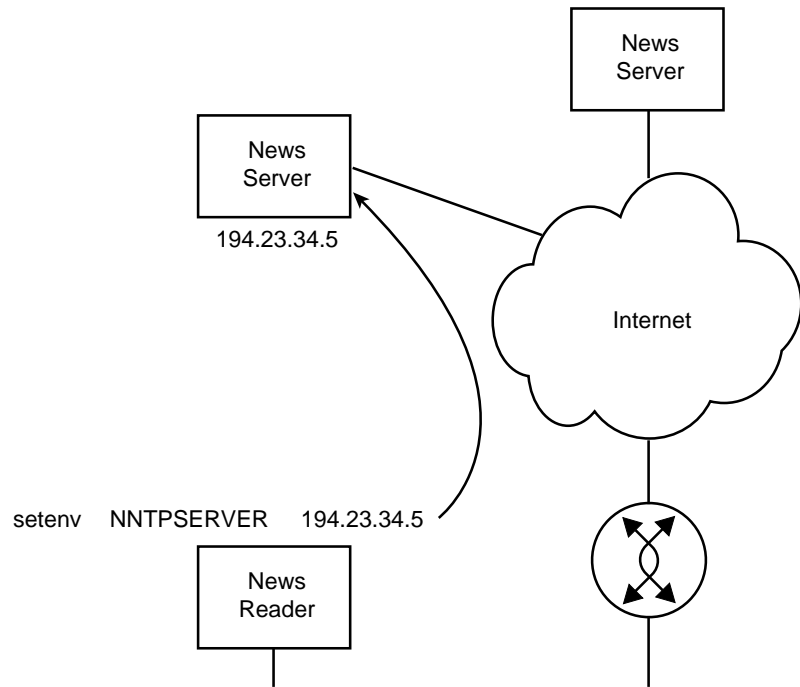 News
Server
News
Server
194.23.34.5
Internet
setenv NNTPSERVER 194.23.34.5
News
Reader